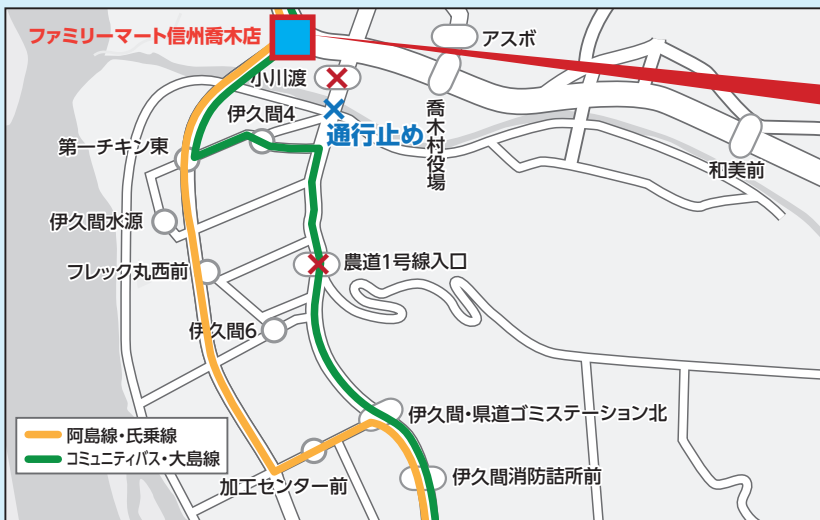 ファミリーマート信州喬木店
アスボ
小川渡
伊久間4
通行止め
喬木村役場
第一チキン東
和美前
伊久間水源
農道1号線入口
フレック丸西前
伊久間6
伊久間・県道ゴミステーション北
阿島線・氏乗線
コミュニティバス・大島線
伊久間消防詰所前
加工センター前